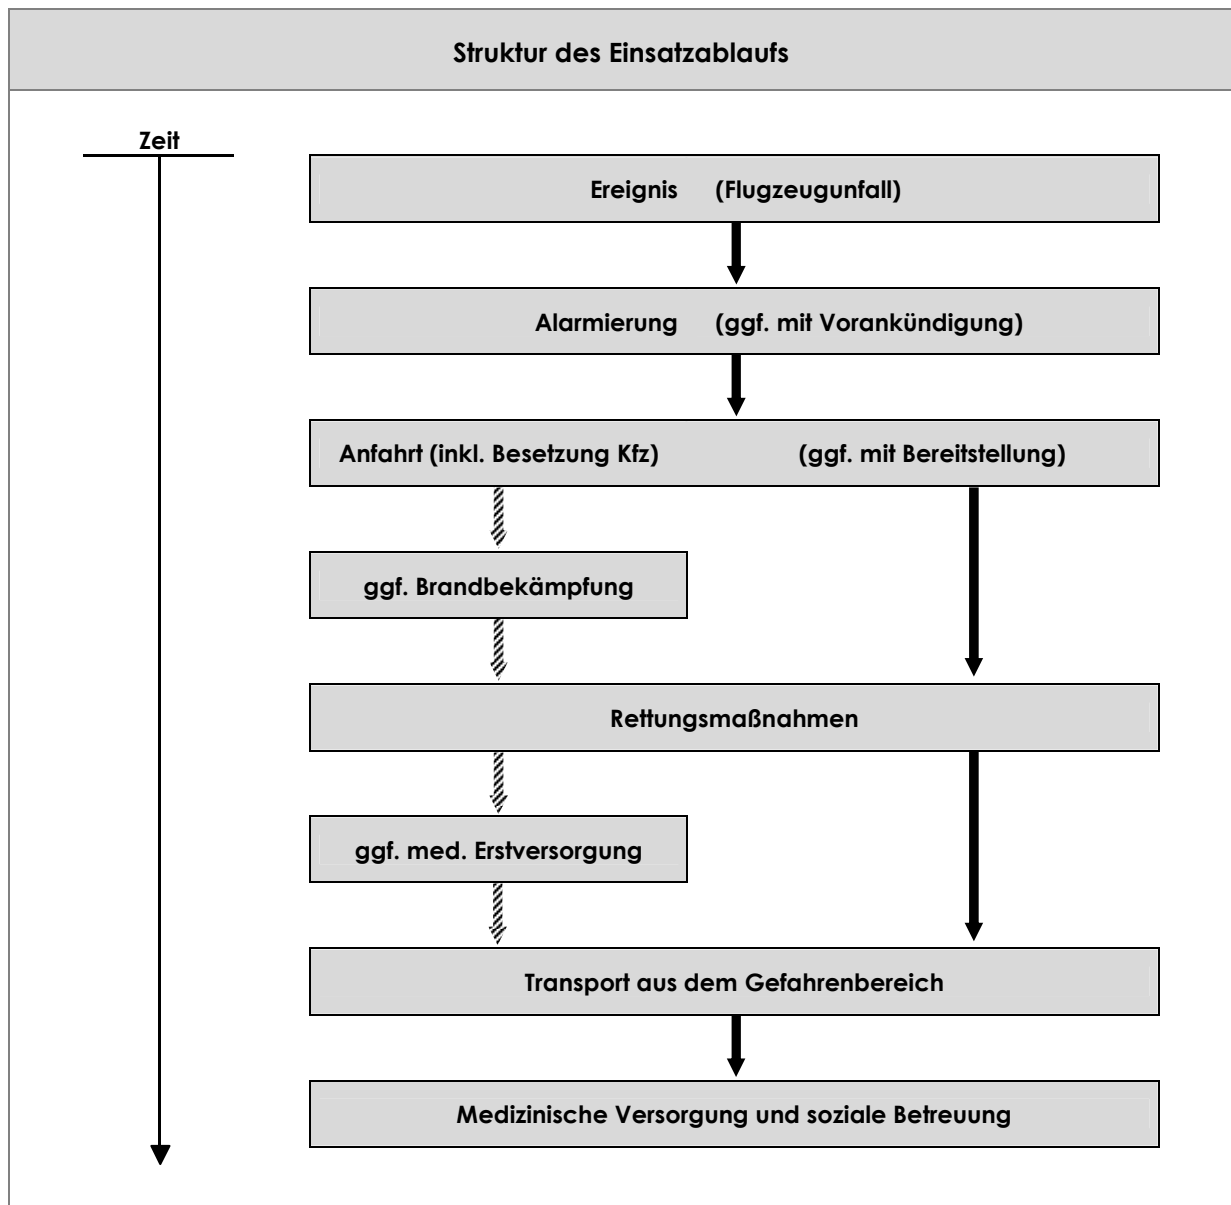 Struktur des Einsatzablaufs
Zeit
Ereignis (Flugzeugunfall)
Alarmierung (ggf. mit Vorankündigung)
Anfahrt (inkl. Besetzung Kfz) (ggf. mit Bereitstellung)
ggf. Brandbekämpfung
Rettungsmaßnahmen
ggf. med. Erstversorgung
Transport aus dem Gefahrenbereich
Medizinische Versorgung und soziale Betreuung